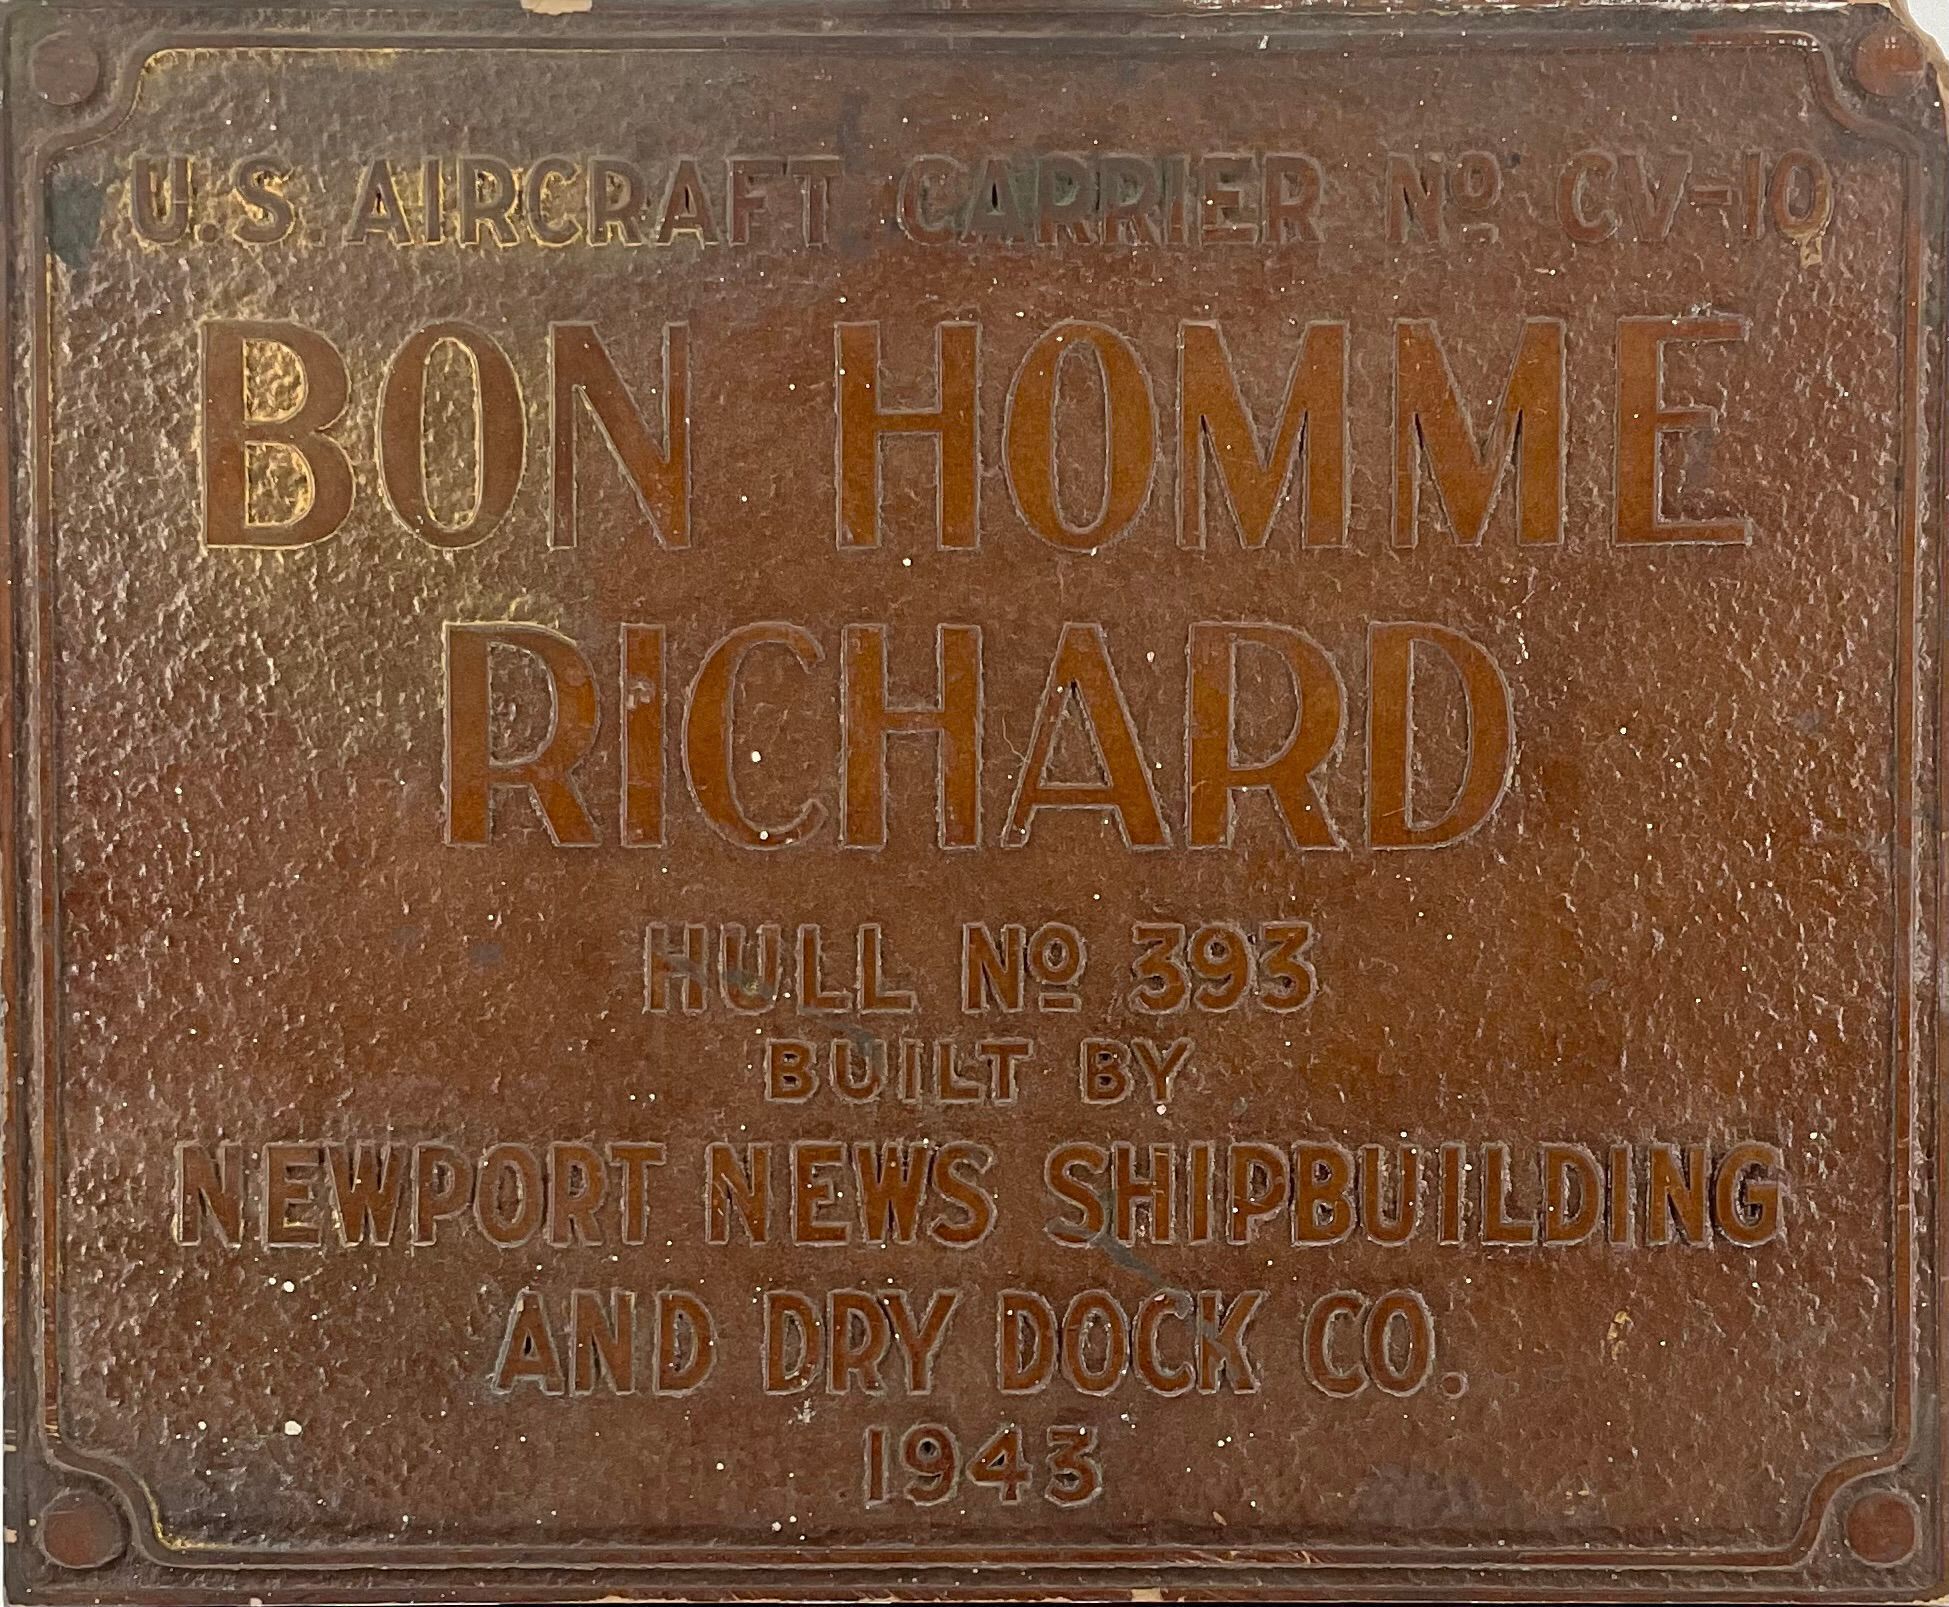 U.S. AIRCRAFT CARRIER Nº CV-10
BON HOMME
RICHARD
HULL Nº 393
BUILT BY
NEWPORT NEWS SHIPBUILDING
AND DRY DOCK CO.
1943